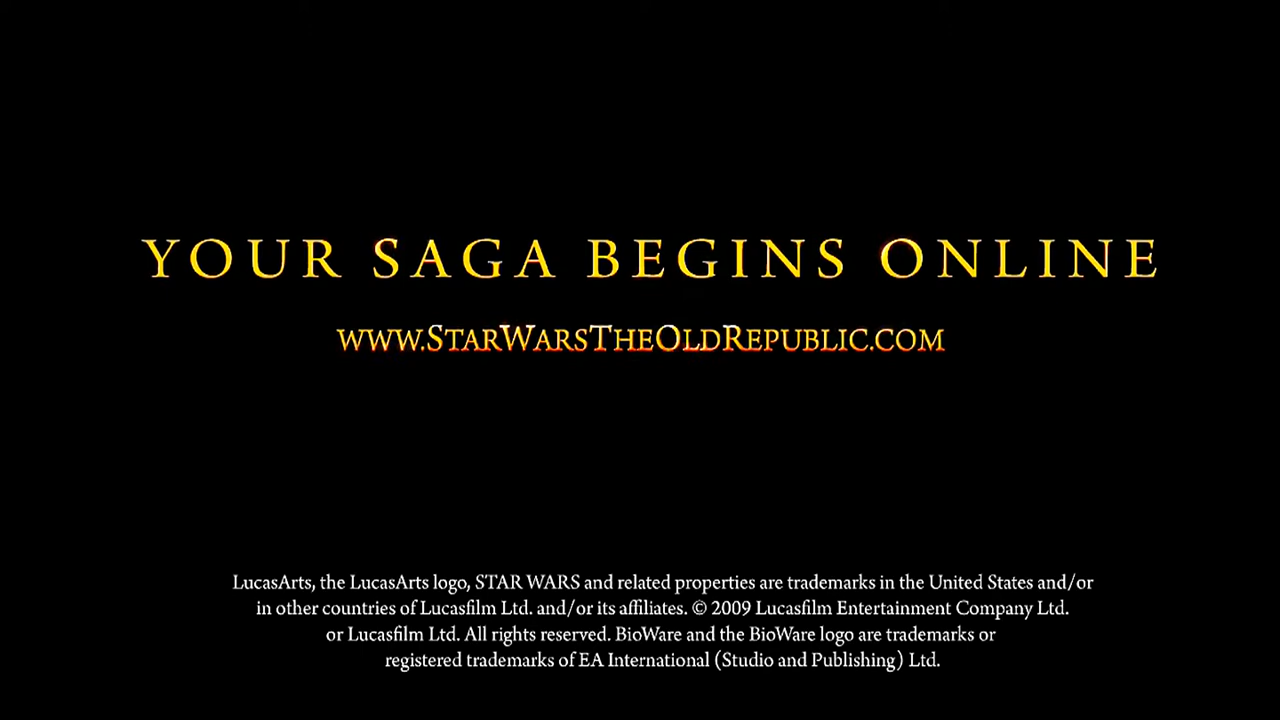 YOUR SAGA BEGINS ONLINE
WWW.STARWARSTHEOLDREPUBLIC.COM
LucasArts, the LucasArts logo, STAR WARS and related properties are trademarks in the United States and/or
in other countries of Lucasfilm Ltd. and/or its affiliates. © 2009 Lucasfilm Entertainment Company Ltd.
or Lucasfilm Ltd. All rights reserved. BioWare and the BioWare logo are trademarks or
registered trademarks of EA International (Studio and Publishing) Ltd.